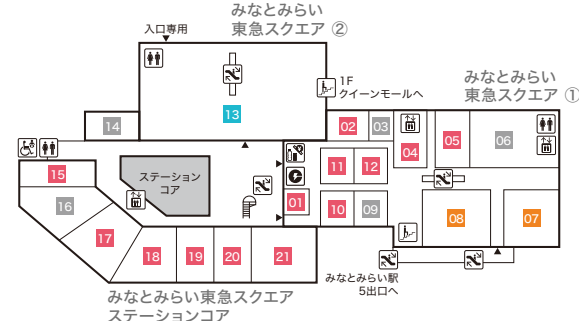 みなとみらい
東急スクエア ②
入口専用
1F
クイーンモールへ
みなとみらい
東急スクエア ①
13
14
02
03
04
05
06
ステーション
コア
11
12
15
16
01
10
09
08
07
17
18
19
20
21
みなとみらい駅
5出口へ
みなとみらい東急スクエア
ステーションコア